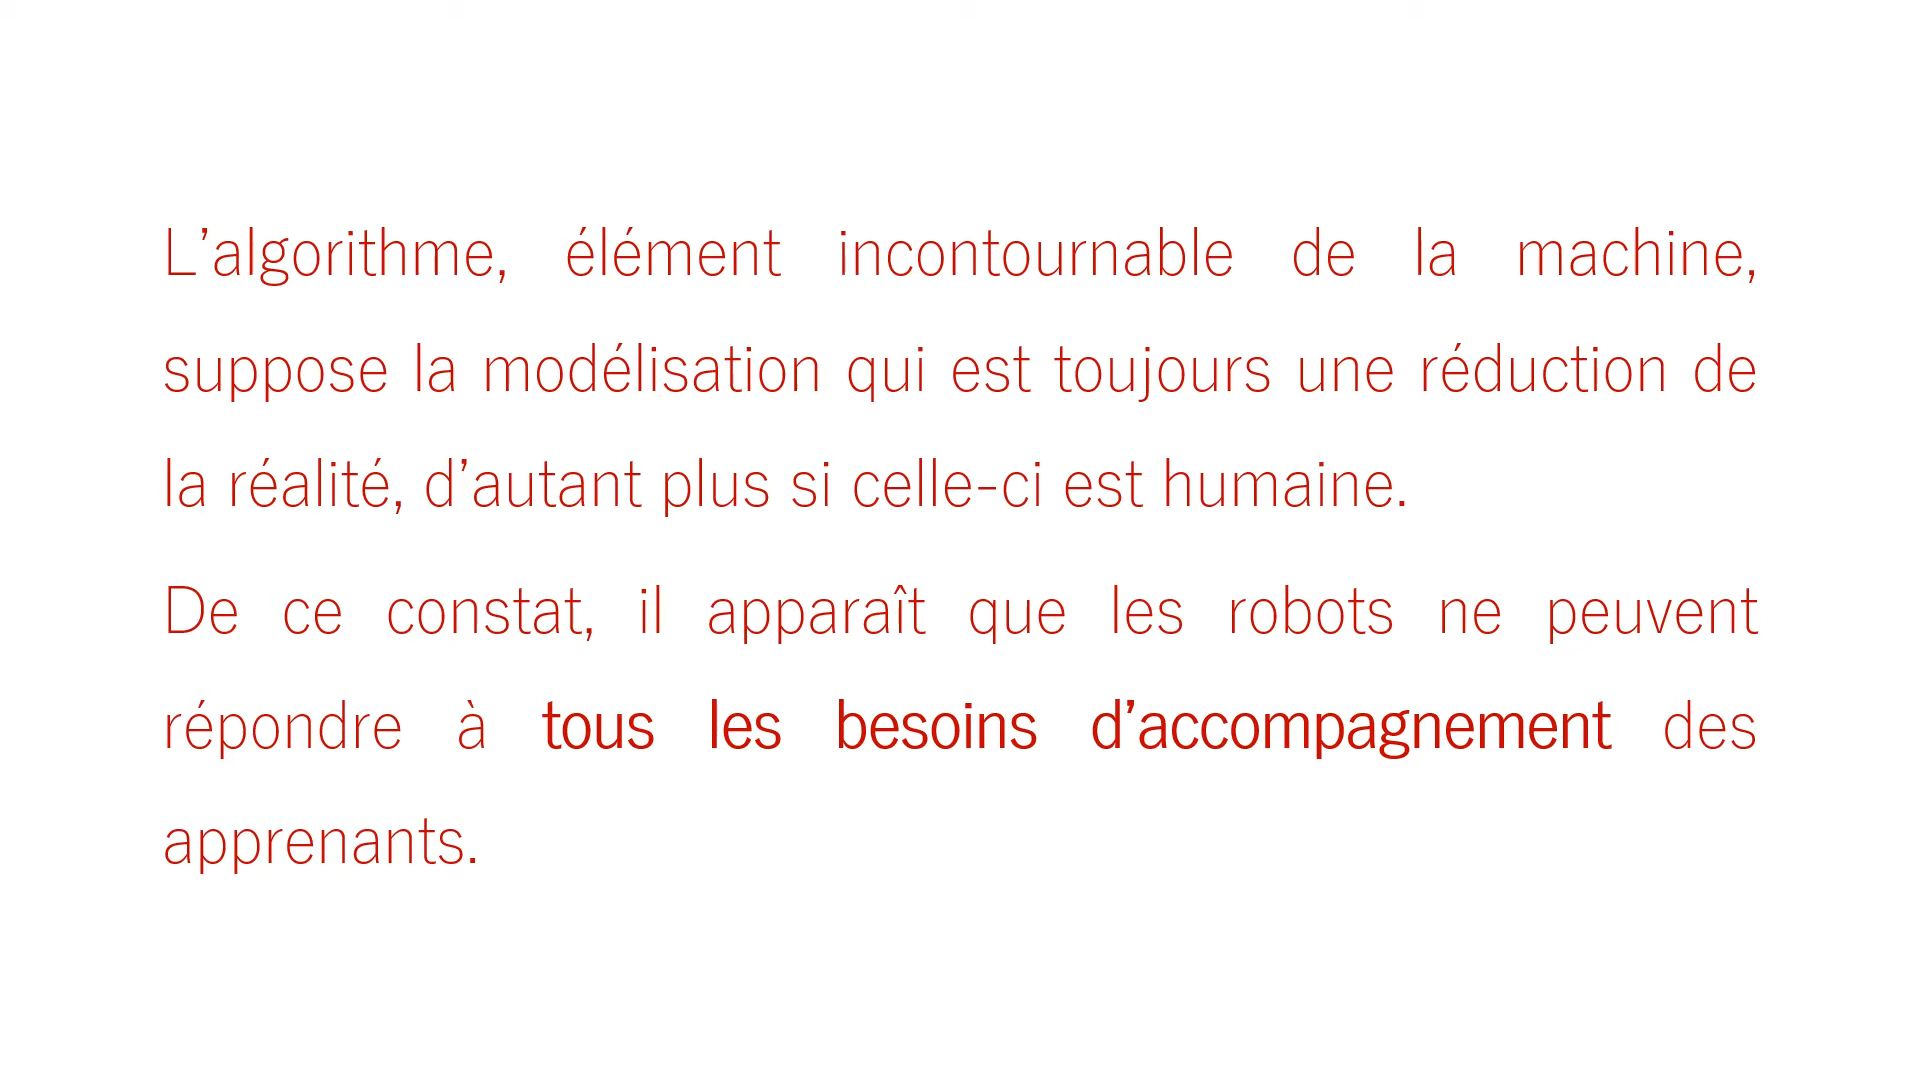 L’algorithme, élément incontournable de la machine,
suppose la modélisation qui est toujours une réduction de
la réalité, d’autant plus si celle-ci est humaine.
De ce constat, il apparaît que les robots ne peuvent
répondre à tous les besoins d’accompagnement des
apprenants.